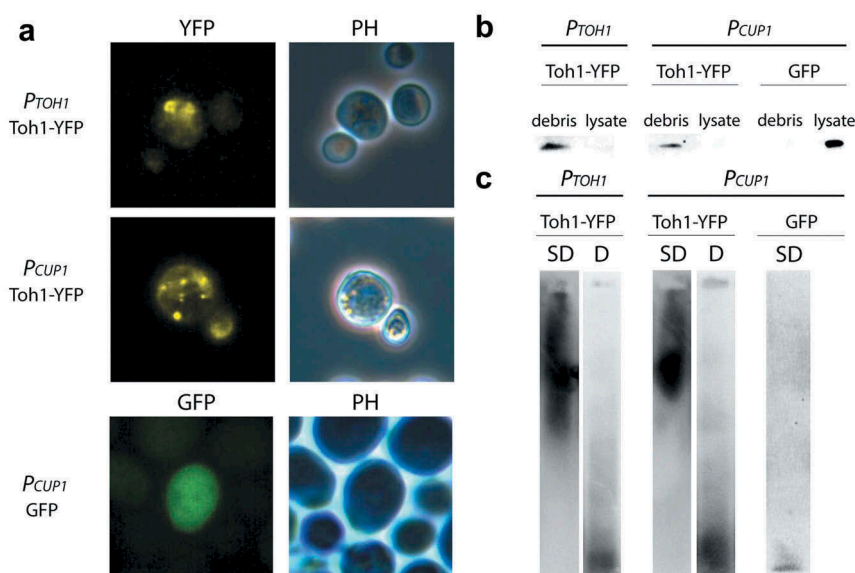 a
YFP PH
PTOH1
Toh1-YFP
PCUP1
Toh1-YFP
GFP PH
PCUP1
GFP
b
PTOH1 PCUP1
Toh1-YFP Toh1-YFP GFP
debris lysate debris lysate debris lysate
c
PTOH1 PCUP1
Toh1-YFP Toh1-YFP GFP
SD D SD D SD